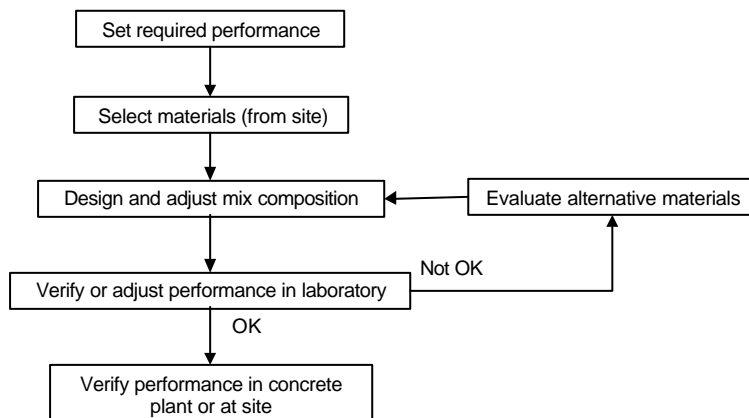 Set required performance
Select materials (from site)
Design and adjust mix composition
Evaluate alternative materials
Not OK
Verify or adjust performance in laboratory
OK
Verify performance in concrete
plant or at site